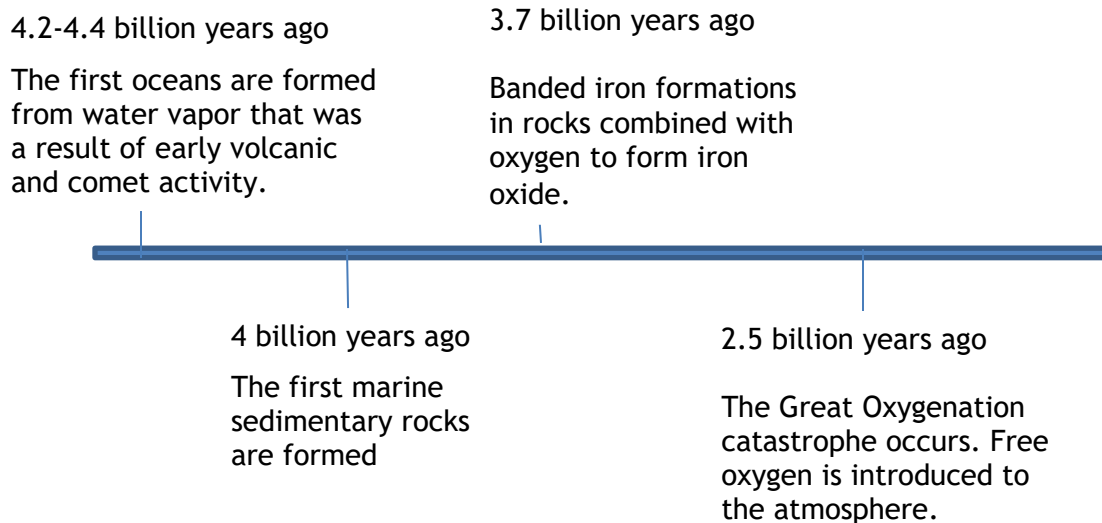 4.2-4.4 billion years ago
The first oceans are formed
from water vapor that was
a result of early volcanic
and comet activity.
3.7 billion years ago
Banded iron formations
in rocks combined with
oxygen to form iron
oxide.
4 billion years ago
The first marine
sedimentary rocks
are formed
2.5 billion years ago
The Great Oxygenation
catastrophe occurs. Free
oxygen is introduced to
the atmosphere.